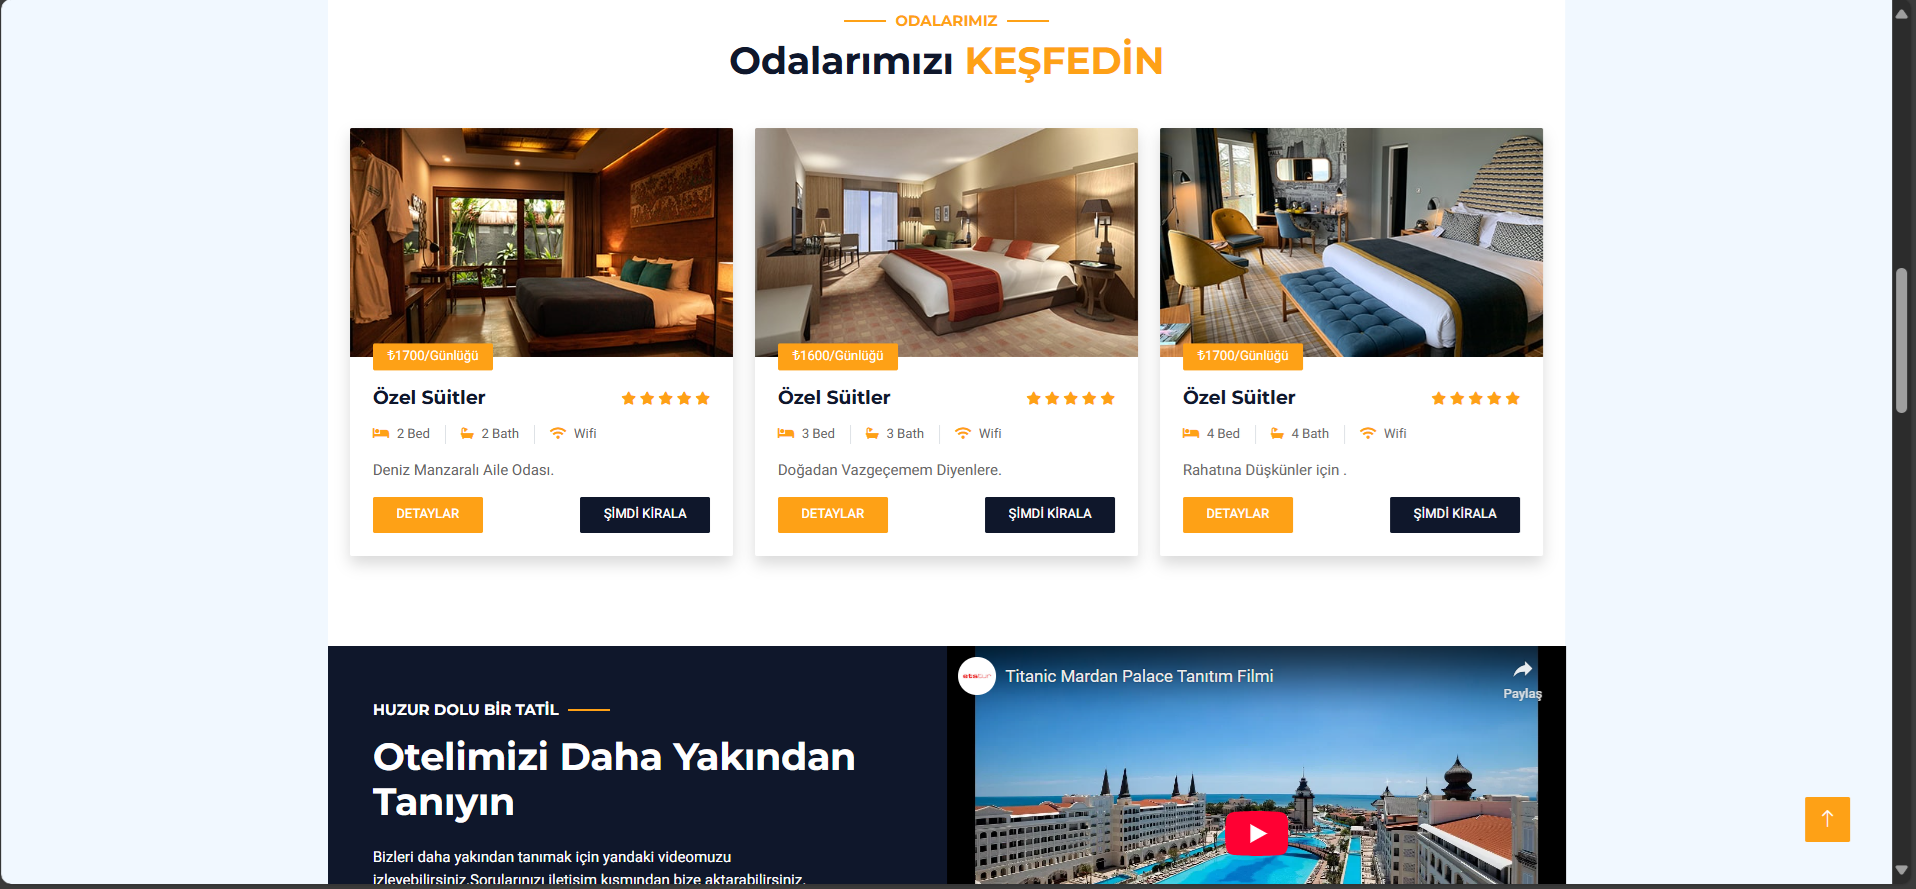 ODALARIMIZ
Odalarımızı KEŞFEDİN
₺1700/Günlüğü
Özel Süitler
2 Bed
2 Bath
Wifi
Deniz Manzaralı Aile Odası.
DETAYLAR
ŞİMDİ KİRALA
₺1600/Günlüğü
Özel Süitler
3 Bed
3 Bath
Wifi
Doğadan Vazgeçemem Diyenlere.
DETAYLAR
ŞİMDİ KİRALA
₺1700/Günlüğü
Özel Süitler
4 Bed
4 Bath
Wifi
Rahatına Düşkünler için .
DETAYLAR
ŞİMDİ KİRALA
HUZUR DOLU BİR TATİL
Otelimizi Daha Yakından
Tanıyın
Bizleri daha yakından tanımak için yandaki videomuzu
izleyebilirsiniz.Sorularınızı iletişim kısmından bize aktarabilirsiniz.
etstur
Titanic Mardan Palace Tanıtım Filmi
Paylaş